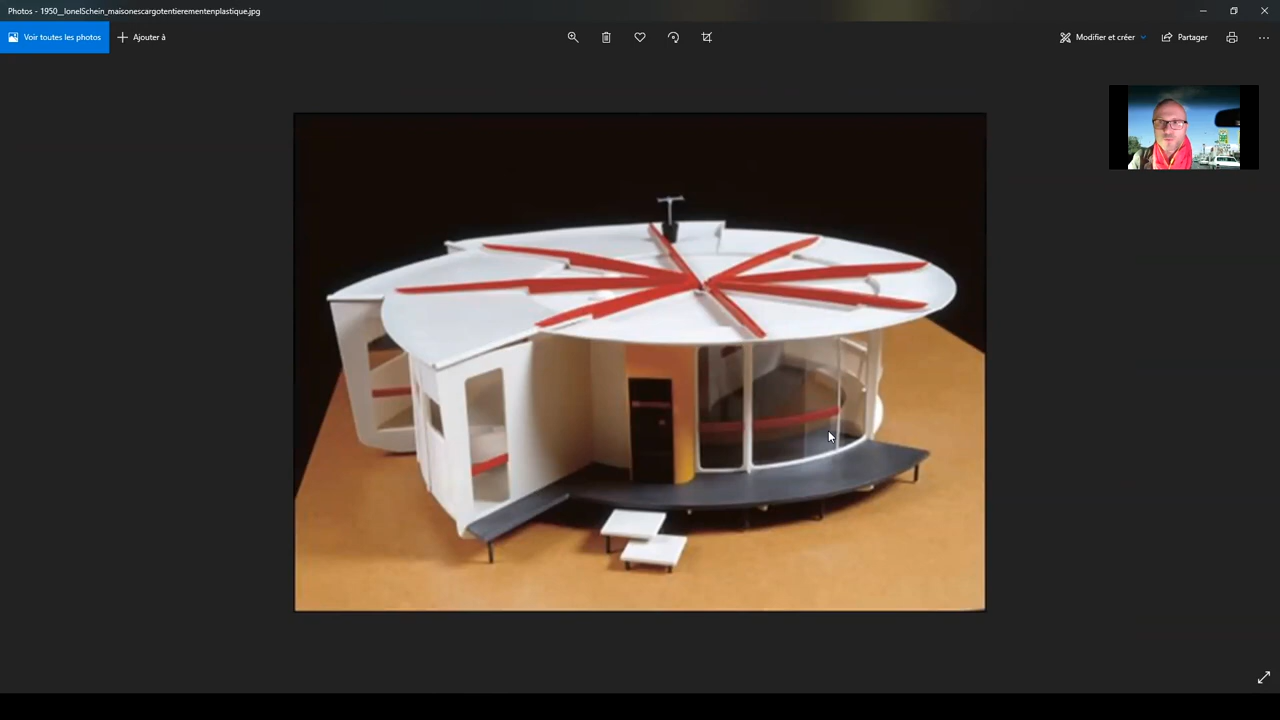 Photos - 1950__IonelSchein_maisonescargotentierementenplastique.jpg
Voir toutes les photos
Ajouter à
Modifier et créer
Partager